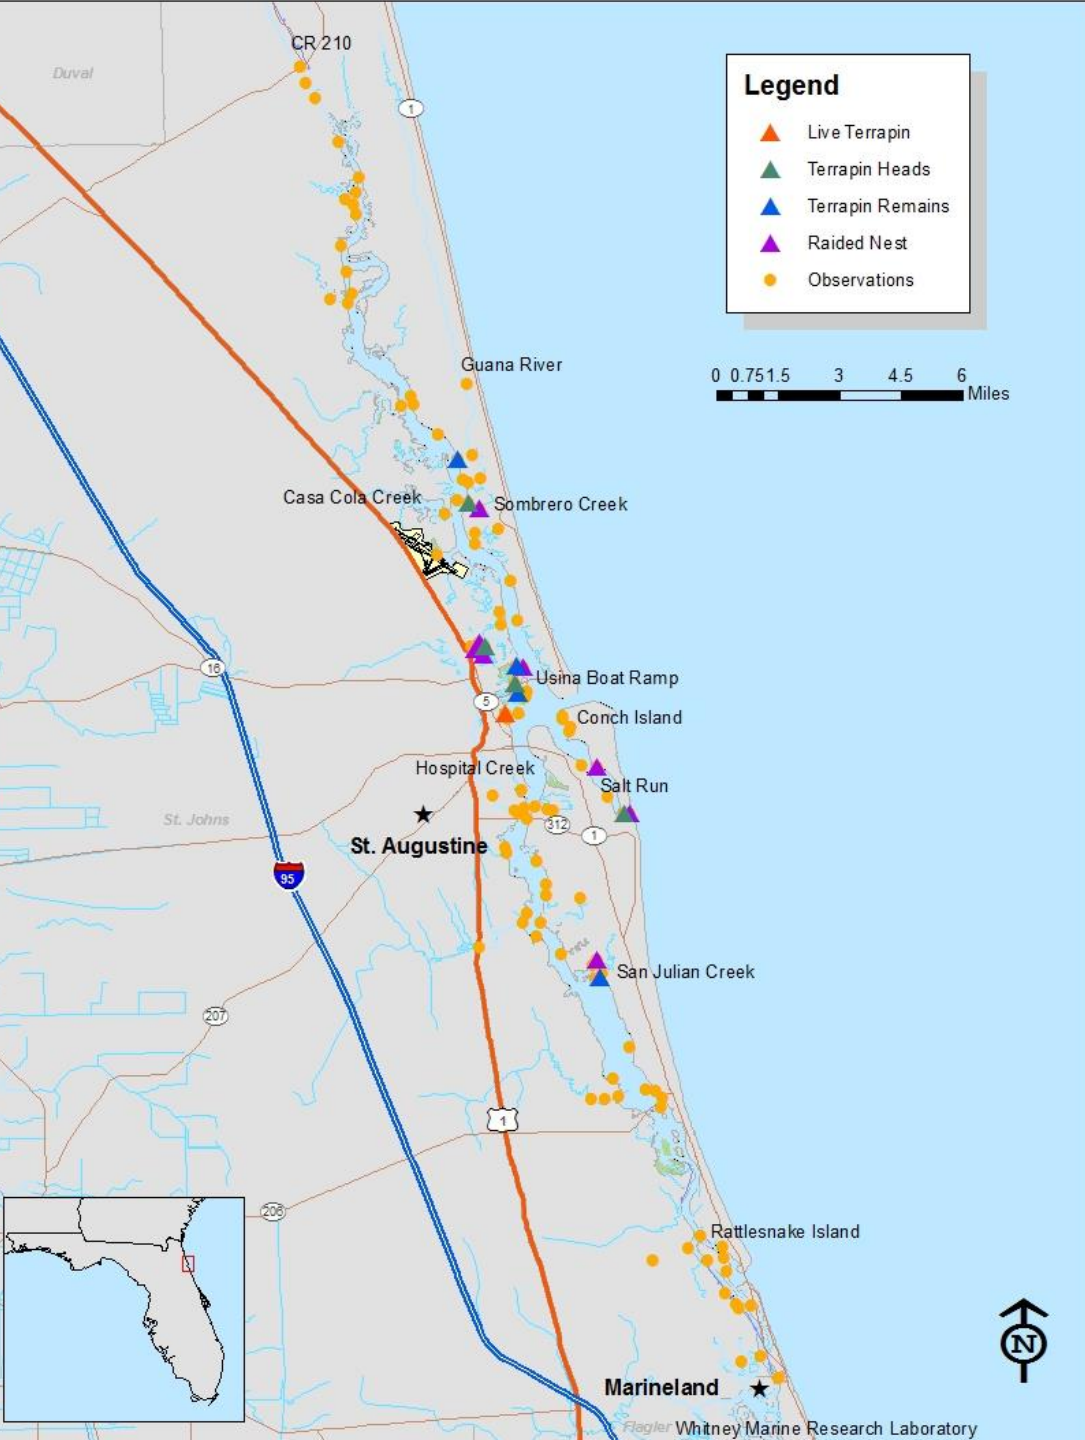 CR 210
Duval
1
Legend
Live Terrapin
Terrapin Heads
Terrapin Remains
Raided Nest
Observations
0 0.75 1.5 3 4.5 6
Miles
Guana River
Casa Cola Creek
Sombrero Creek
16
Usina Boat Ramp
5
Conch Island
Hospital Creek
Salt Run
St. Johns
312
1
St. Augustine
95
San Julian Creek
207
1
206
Rattlesnake Island
N
Marineland
Flagler
Whitney Marine Research Laboratory